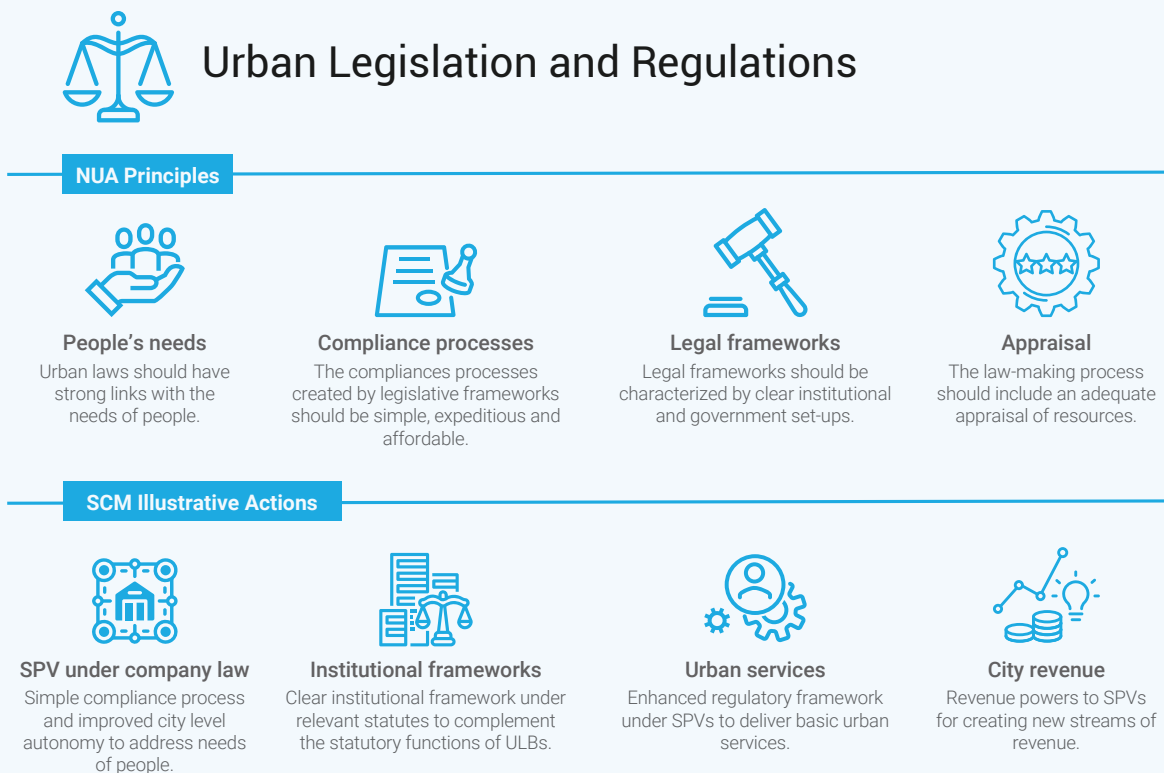 Urban Legislation and Regulations
NUA Principles
People's needs
Urban laws should have
strong links with the
needs of people.
Compliance processes
The compliances processes
created by legislative frameworks
should be simple, expeditious and
affordable.
Legal frameworks
Legal frameworks should be
characterized by clear institutional
and government set-ups.
Appraisal
The law-making process
should include an adequate
appraisal of resources.
SCM Illustrative Actions
SPV under company law
Simple compliance process
and improved city level
autonomy to address needs
of people.
Institutional frameworks
Clear institutional framework under
relevant statutes to complement
the statutory functions of ULBs.
Urban services
Enhanced regulatory framework
under SPVs to deliver basic urban
services.
City revenue
Revenue powers to SPVs
for creating new streams of
revenue.